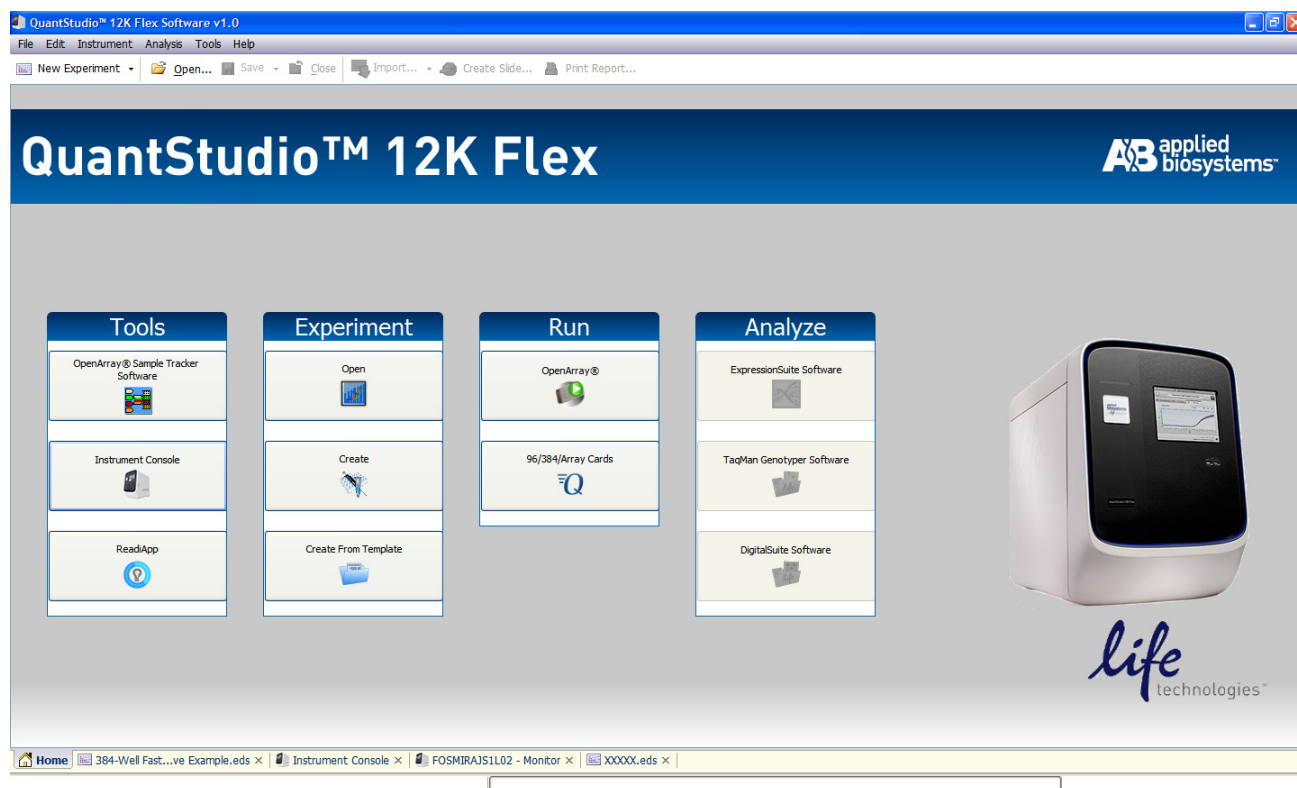 QuantStudio™ 12K Flex Software v1.0
File Edit Instrument Analysis Tools Help
New Experiment Open... Save Close Import... Create Slide... Print Report...
QuantStudio™ 12K Flex
AB applied
biosystems™
Tools
OpenArray® Sample Tracker
Software
Instrument Console
ReadiApp
Experiment
Open
Create
Create From Template
Run
OpenArray®
96/384/Array Cards
Analyze
ExpressionSuite Software
TaqMan Genotyper Software
DigitalSuite Software
life
technologies™
Home 384-Well Fast...ve Example.eds × Instrument Console × FOSMIRAJS1L02 - Monitor × XXXXX.eds ×